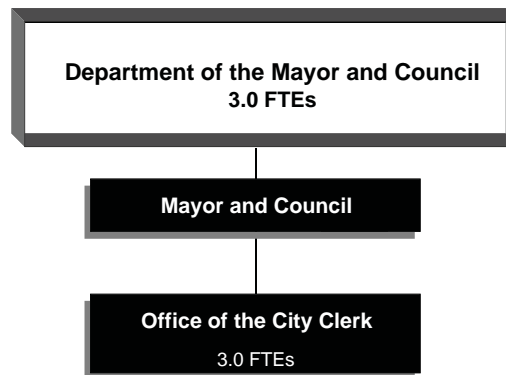 Department of the Mayor and Council
3.0 FTEs
Mayor and Council
Office of the City Clerk
3.0 FTEs